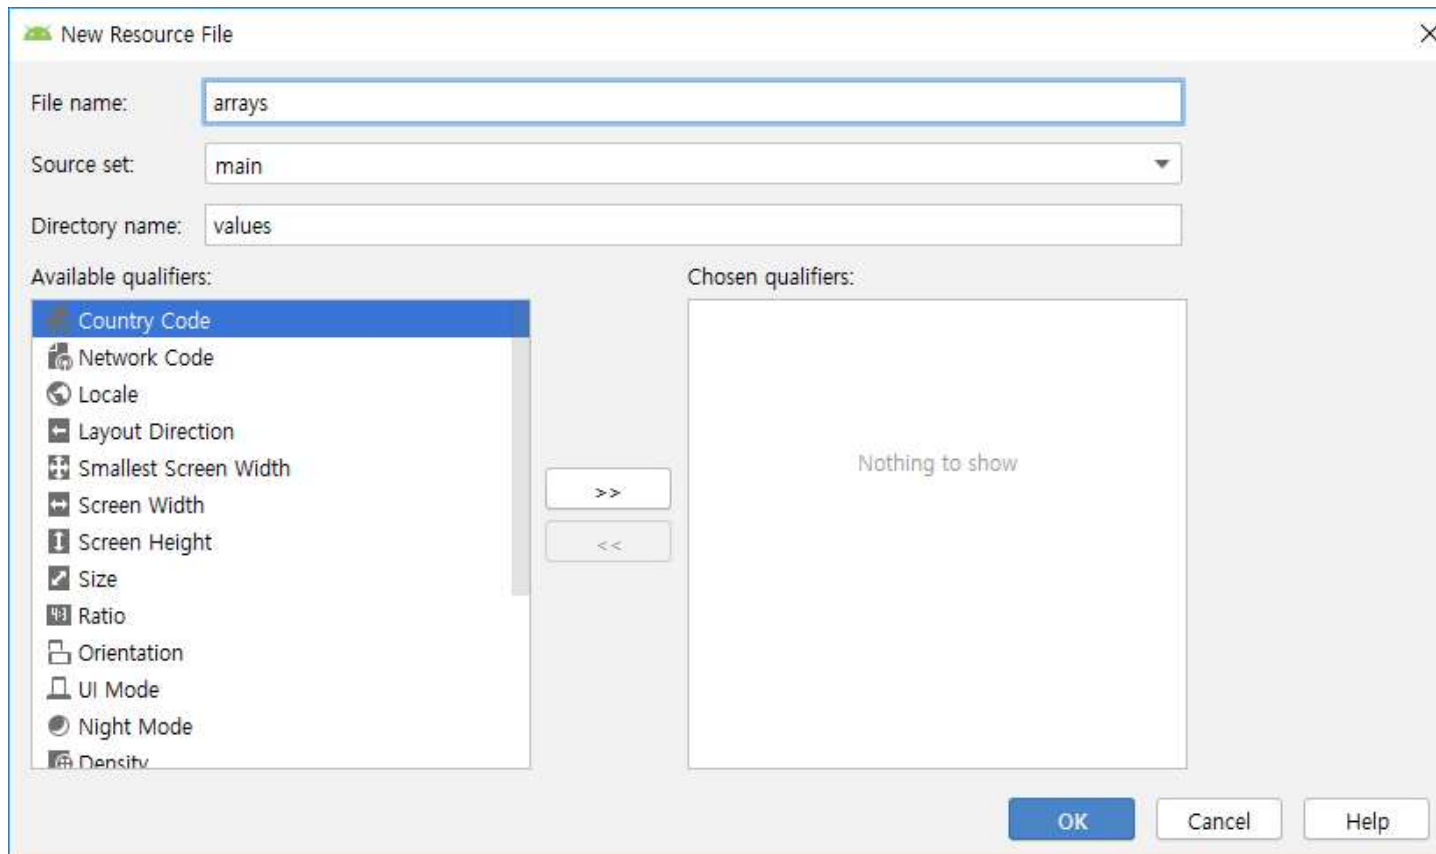 New Resource File
File name: arrays
Source set: main
Directory name: values
Available qualifiers:
Country Code
Network Code
Locale
Layout Direction
Smallest Screen Width
Screen Width
Screen Height
Size
Ratio
Orientation
UI Mode
Night Mode
Density
>>
<<
Chosen qualifiers:
Nothing to show
OK Cancel Help